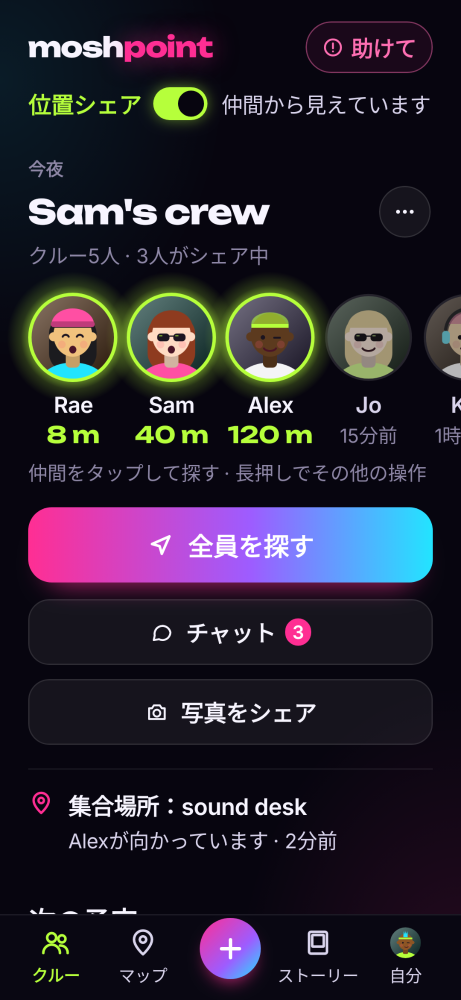 moshpoint
助けて
位置シェア 仲間から見えています
今夜
Sam's crew
クルー5人 · 3人がシェア中
Rae Sam Alex Jo K
8 m 40 m 120 m 15分前 1時
仲間をタップして探す · 長押しでその他の操作
全員を探す
チャット 3
写真をシェア
集合場所：sound desk
Alexが向かっています · 2分前
クルー マップ ストーリー 自分